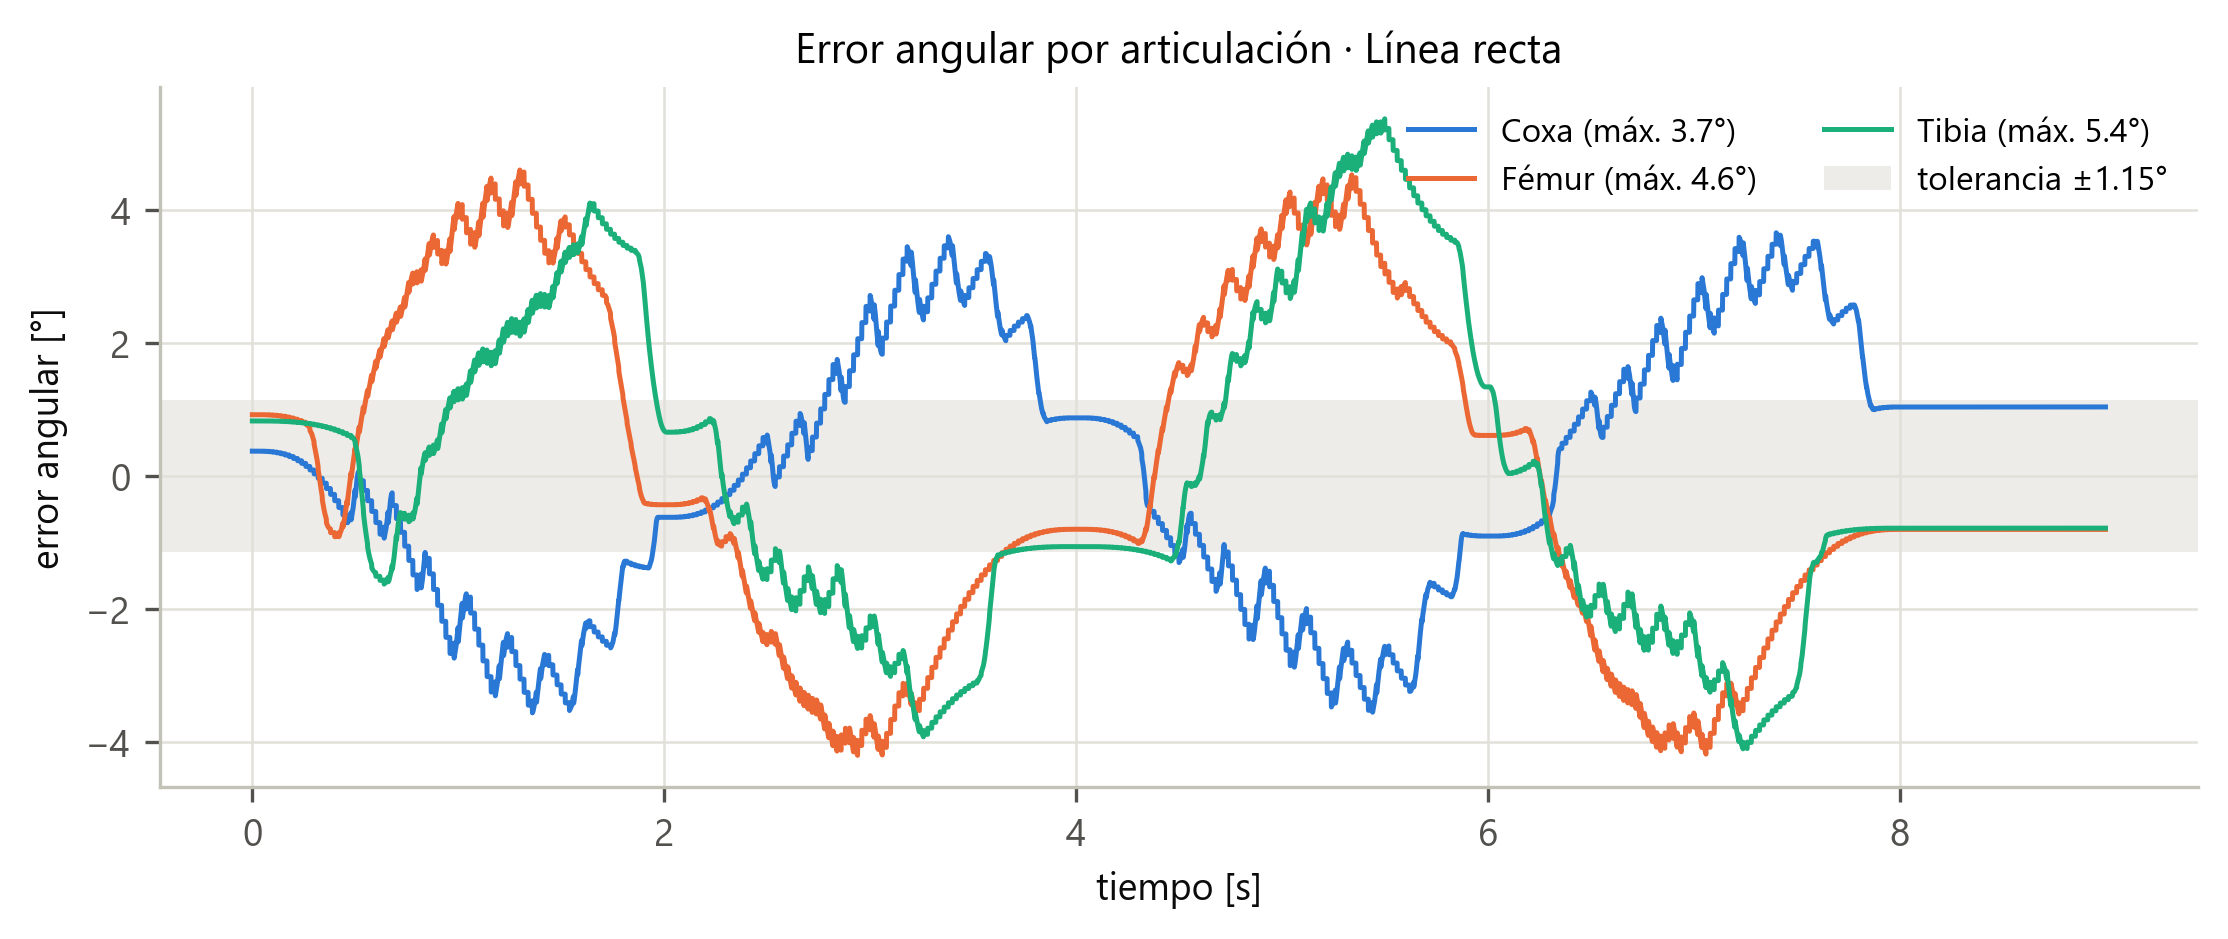 Error angular por articulación · Línea recta
Coxa (máx. 3.7°)
Fémur (máx. 4.6°)
Tibia (máx. 5.4°)
tolerancia ±1.15°
error angular [°]
4
2
0
−2
−4
0 2 4 6 8
tiempo [s]